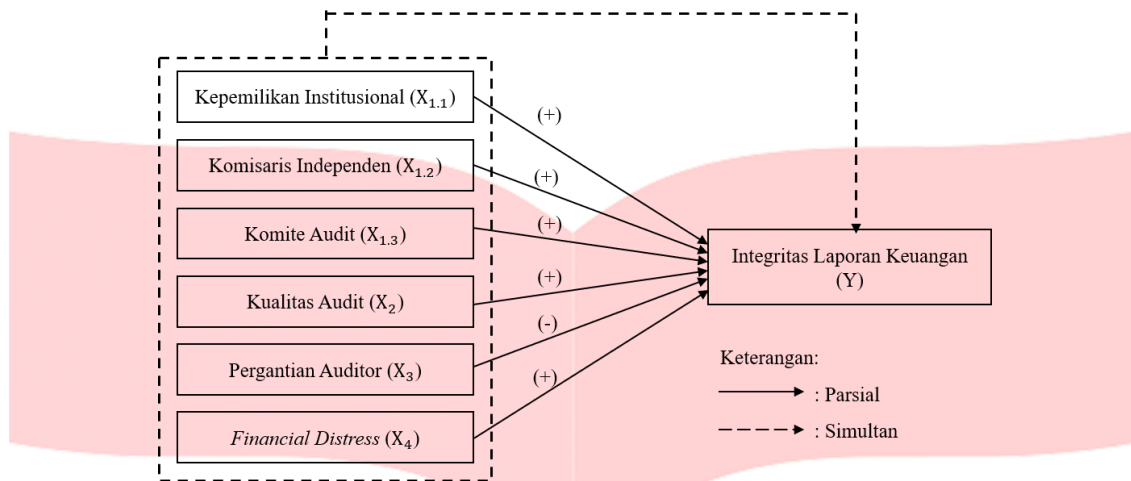 Kepemilikan Institusional (X₁.₁)
(+)
Komisaris Independen (X₁.₂)
(+)
Komite Audit (X₁.₃)
(+)
Kualitas Audit (X₂)
(+)
Pergantian Auditor (X₃)
(-)
Financial Distress (X₄)
(+)
Integritas Laporan Keuangan
(Y)
Keterangan:
: Parsial
: Simultan